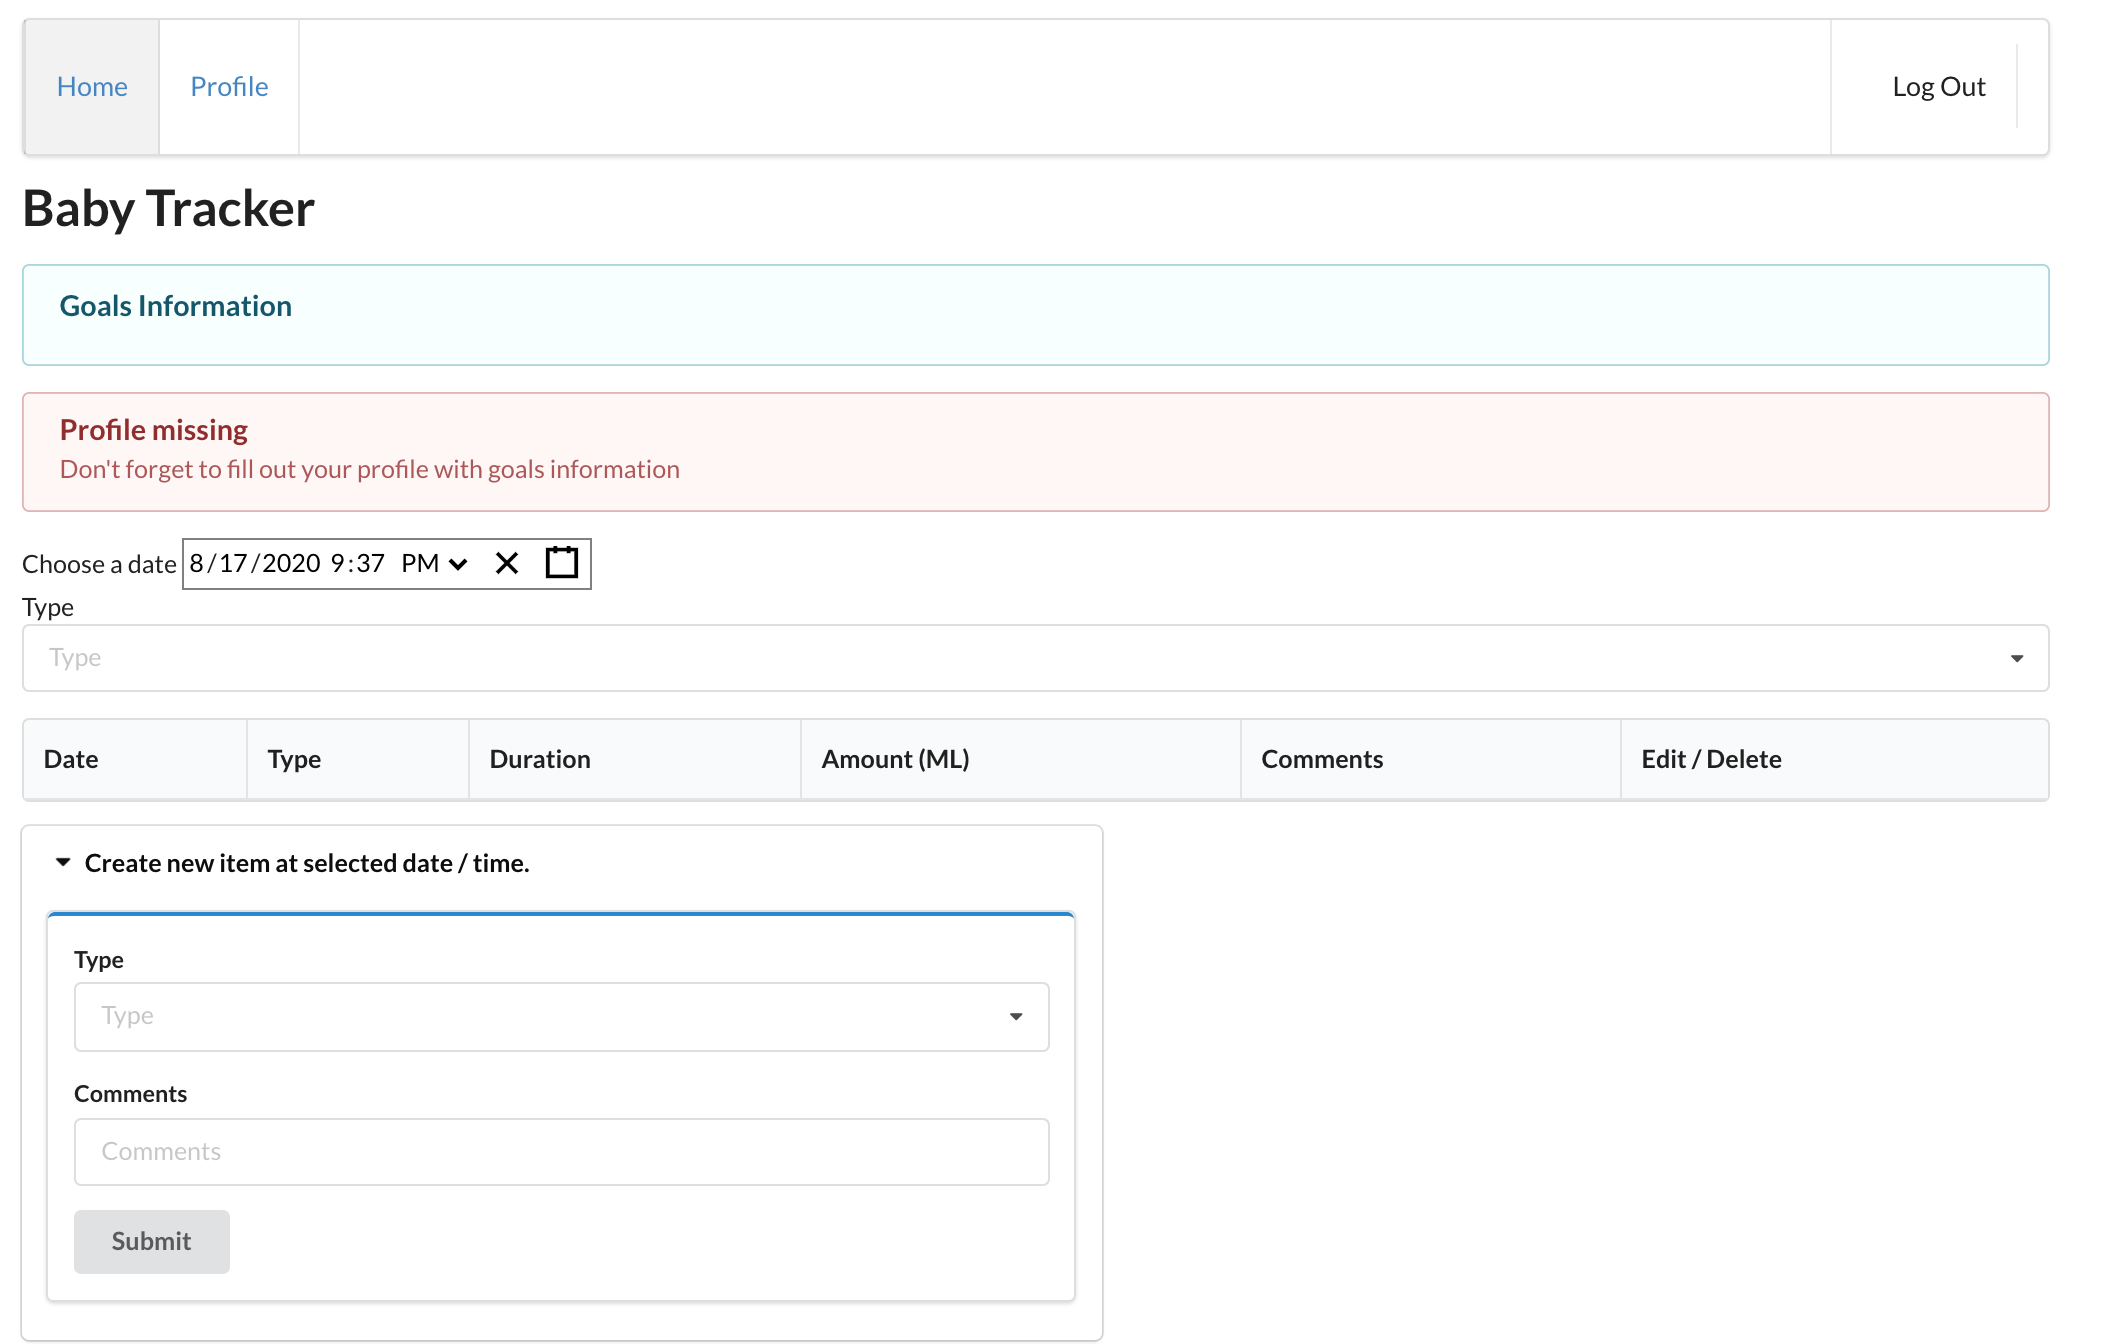 Home Profile Log Out
Baby Tracker
Goals Information
Profile missing
Don't forget to fill out your profile with goals information
Choose a date 8/17/2020 9:37 PM
Type
Type
Date Type Duration Amount (ML) Comments Edit / Delete
Create new item at selected date / time.
Type
Type
Comments
Comments
Submit